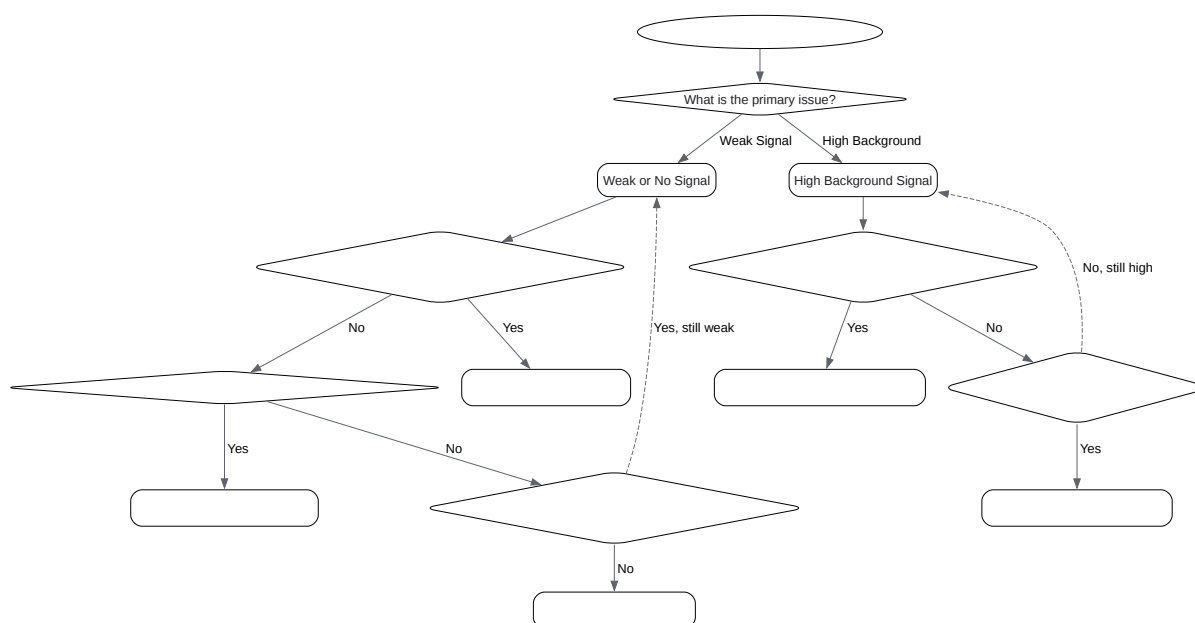 What is the primary issue?
Weak Signal
High Background
Weak or No Signal
High Background Signal
No, still high
No
Yes
Yes, still weak
Yes
No
Yes
No
Yes
No